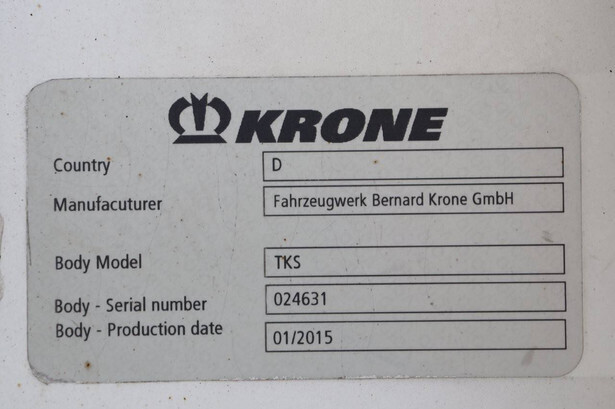 KRONE
Country D
Manufacuturer Fahrzeugwerk Bernard Krone GmbH
Body Model TKS
Body - Serial number 024631
Body - Production date 01/2015